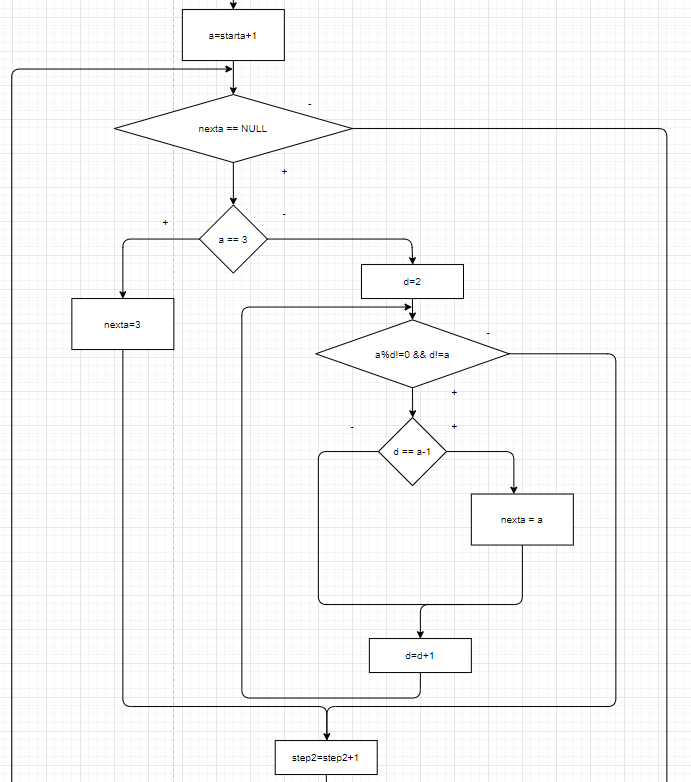 a=starta+1
-
nexta == NULL
+
+
-
a == 3
d=2
nexta=3
-
a%d!=0 && d!=a
+
-
+
d == a-1
nexta = a
d=d+1
step2=step2+1